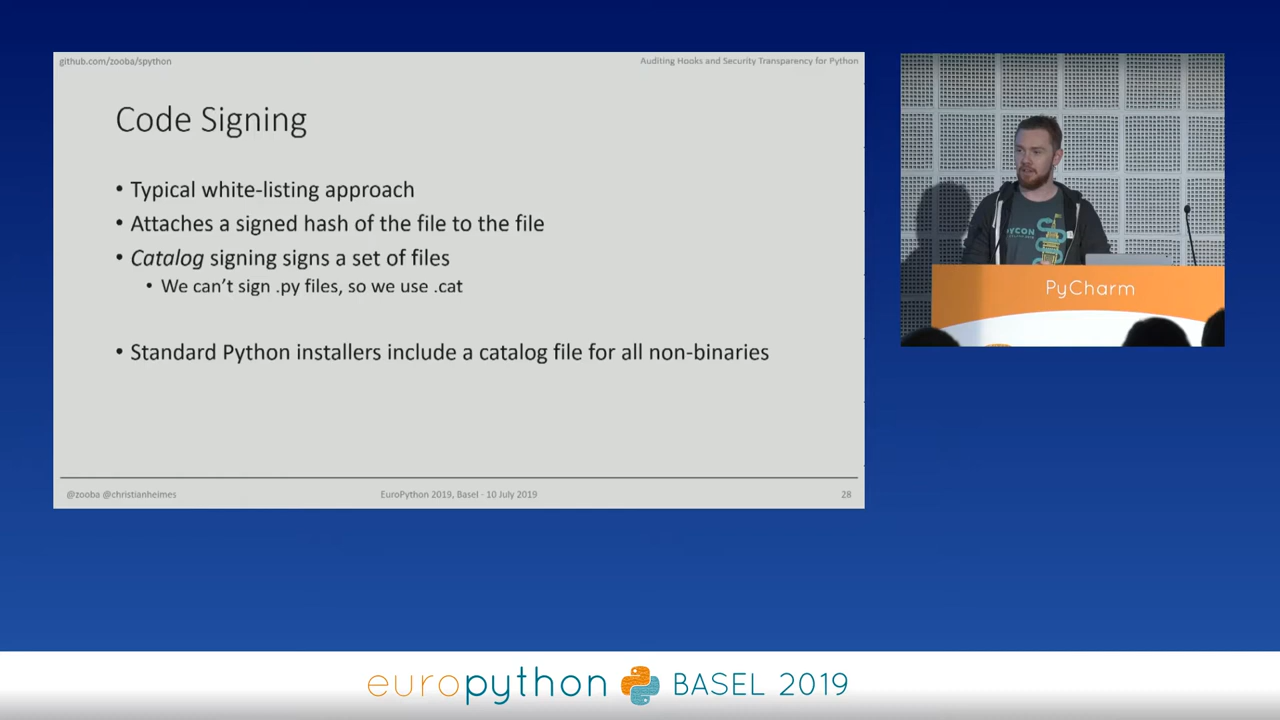 github.com/zooba/spython
Auditing Hooks and Security Transparency for Python
Code Signing
• Typical white-listing approach
• Attaches a signed hash of the file to the file
• Catalog signing signs a set of files
• We can't sign .py files, so we use .cat
• Standard Python installers include a catalog file for all non-binaries
@zooba @christianheimes
EuroPython 2019, Basel - 10 July 2019
28
PYCON
PyCharm
europython BASEL 2019